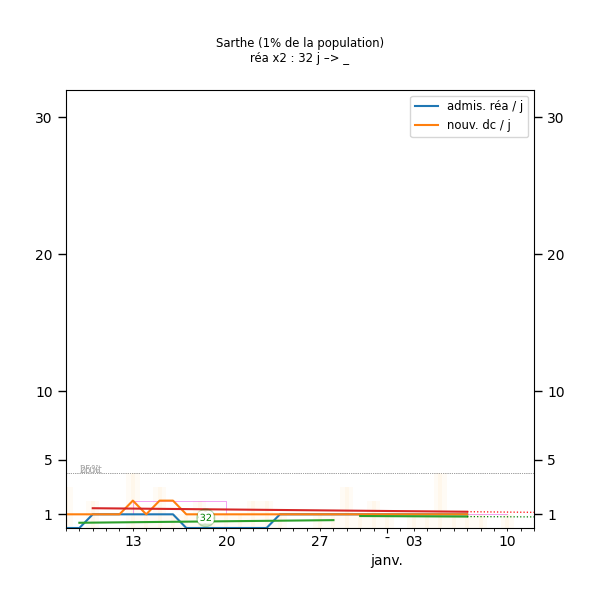 Sarthe (1% de la population)
réa x2 : 32 j –> _
admis. réa / j
nouv. dc / j
30 30
20 20
10 10
5 5
1 1
32
13 20 27 - 03 10
janv.